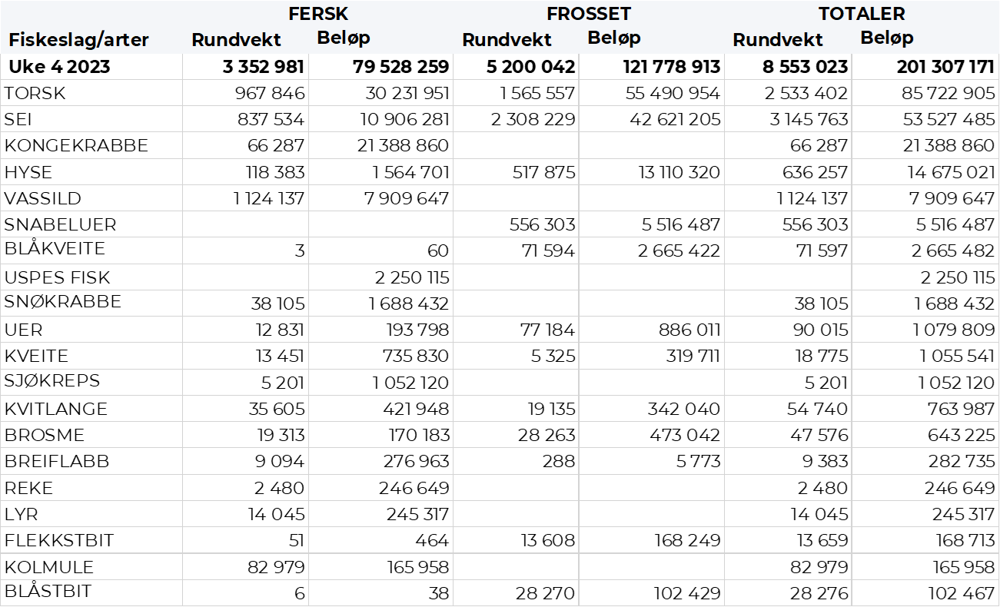 FERSK FROSSET TOTALER
Fiskeslag/arter Rundvekt Beløp Rundvekt Beløp Rundvekt Beløp
Uke 4 2023 3 352 981 79 528 259 5 200 042 121 778 913 8 553 023 201 307 171
TORSK 967 846 30 231 951 1 565 557 55 490 954 2 533 402 85 722 905
SEI 837 534 10 906 281 2 308 229 42 621 205 3 145 763 53 527 485
KONGEKRABBE 66 287 21 388 860 66 287 21 388 860
HYSE 118 383 1 564 701 517 875 13 110 320 636 257 14 675 021
VASSILD 1 124 137 7 909 647 1 124 137 7 909 647
SNABELUER 556 303 5 516 487 556 303 5 516 487
BLÅKVEITE 3 60 71 594 2 665 422 71 597 2 665 482
USPES FISK 2 250 115 2 250 115
SNØKRABBE 38 105 1 688 432 38 105 1 688 432
UER 12 831 193 798 77 184 886 011 90 015 1 079 809
KVEITE 13 451 735 830 5 325 319 711 18 775 1 055 541
SJØKREPS 5 201 1 052 120 5 201 1 052 120
KVITLANGE 35 605 421 948 19 135 342 040 54 740 763 987
BROSME 19 313 170 183 28 263 473 042 47 576 643 225
BREIFLABB 9 094 276 963 288 5 773 9 383 282 735
REKE 2 480 246 649 2 480 246 649
LYR 14 045 245 317 14 045 245 317
FLEKKSTBIT 51 464 13 608 168 249 13 659 168 713
KOLMULE 82 979 165 958 82 979 165 958
BLÅSTBIT 6 38 28 270 102 429 28 276 102 467